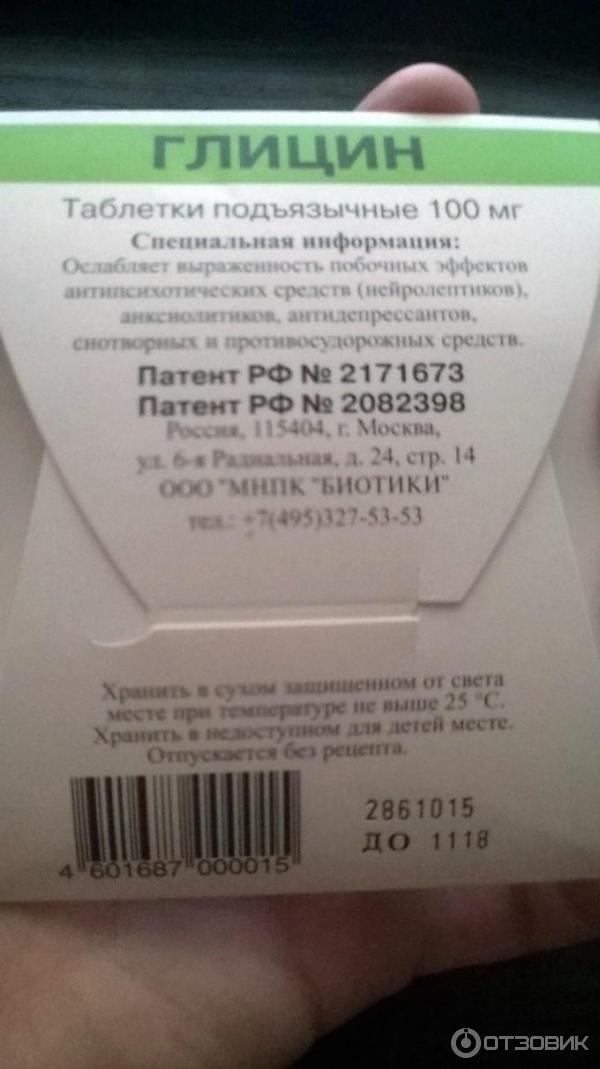 ГЛИЦИН
Таблетки подъязычные 100 мг
Специальная информация:
Ослабляет выраженность побочных эффектов
антипсихотических средств (нейролептиков),
анксиолитиков, антидепрессантов,
снотворных и противосудорожных средств.
Патент РФ № 2171673
Патент РФ № 2082398
Россия, 115404, г. Москва,
ул. 6-я Радиальная, д. 24, стр. 14
ООО "МНПК "БИОТИКИ"
тел.: +7(495)327-53-53
Хранить в сухом защищенном от света
месте при температуре не выше 25 °С.
Хранить в недоступном для детей месте.
Отпускается без рецепта.
2861015
ДО 1118
4 601687 000015
ОТЗОВИК